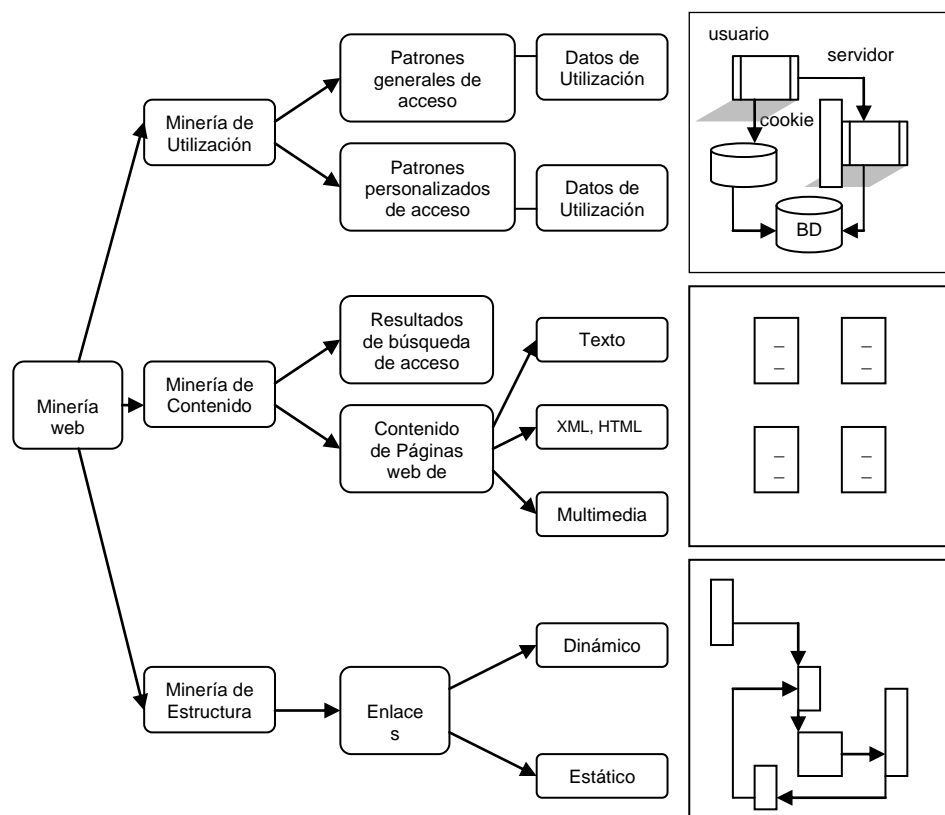 Minería
web
Minería de
Utilización
Patrones
generales de
acceso
Datos de
Utilización
Patrones
personalizados
de acceso
Datos de
Utilización
usuario
servidor
cookie
BD
Minería de
Contenido
Resultados
de búsqueda
de acceso
Contenido
de Páginas
web de
Texto
XML, HTML
Multimedia
Minería de
Estructura
Enlace
s
Dinámico
Estático